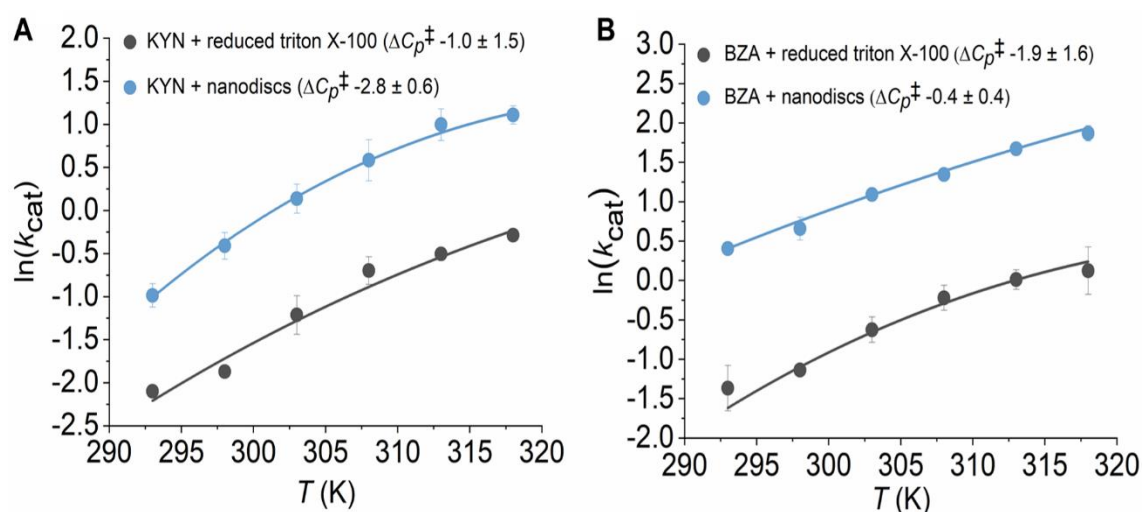 A
KYN + reduced triton X-100 (ΔCp‡ -1.0 ± 1.5)
KYN + nanodiscs (ΔCp‡ -2.8 ± 0.6)
ln(kcat)
2.0
1.5
1.0
0.5
0.0
-0.5
-1.0
-1.5
-2.0
-2.5
290 295 300 305 310 315 320
T (K)
B
BZA + reduced triton X-100 (ΔCp‡ -1.9 ± 1.6)
BZA + nanodiscs (ΔCp‡ -0.4 ± 0.4)
ln(kcat)
3.0
2.5
2.0
1.5
1.0
0.5
0.0
-0.5
-1.0
-1.5
-2.0
290 295 300 305 310 315 320
T (K)